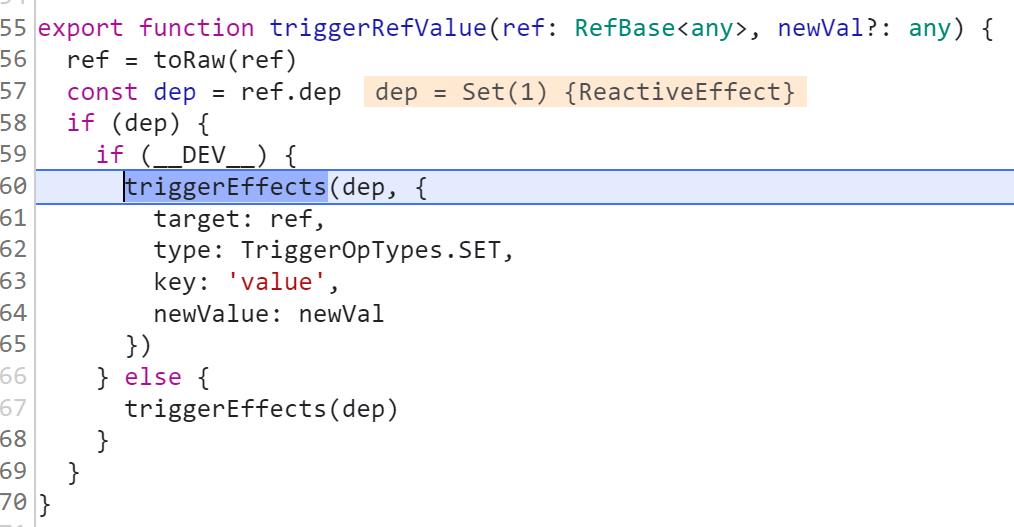 55 export function triggerRefValue(ref: RefBase<any>, newVal?: any) {
56   ref = toRaw(ref)
57   const dep = ref.dep   dep = Set(1) {ReactiveEffect}
58   if (dep) {
59     if (__DEV__) {
60       triggerEffects(dep, {
61         target: ref,
62         type: TriggerOpTypes.SET,
63         key: 'value',
64         newValue: newVal
65       })
66     } else {
67       triggerEffects(dep)
68     }
69   }
70 }